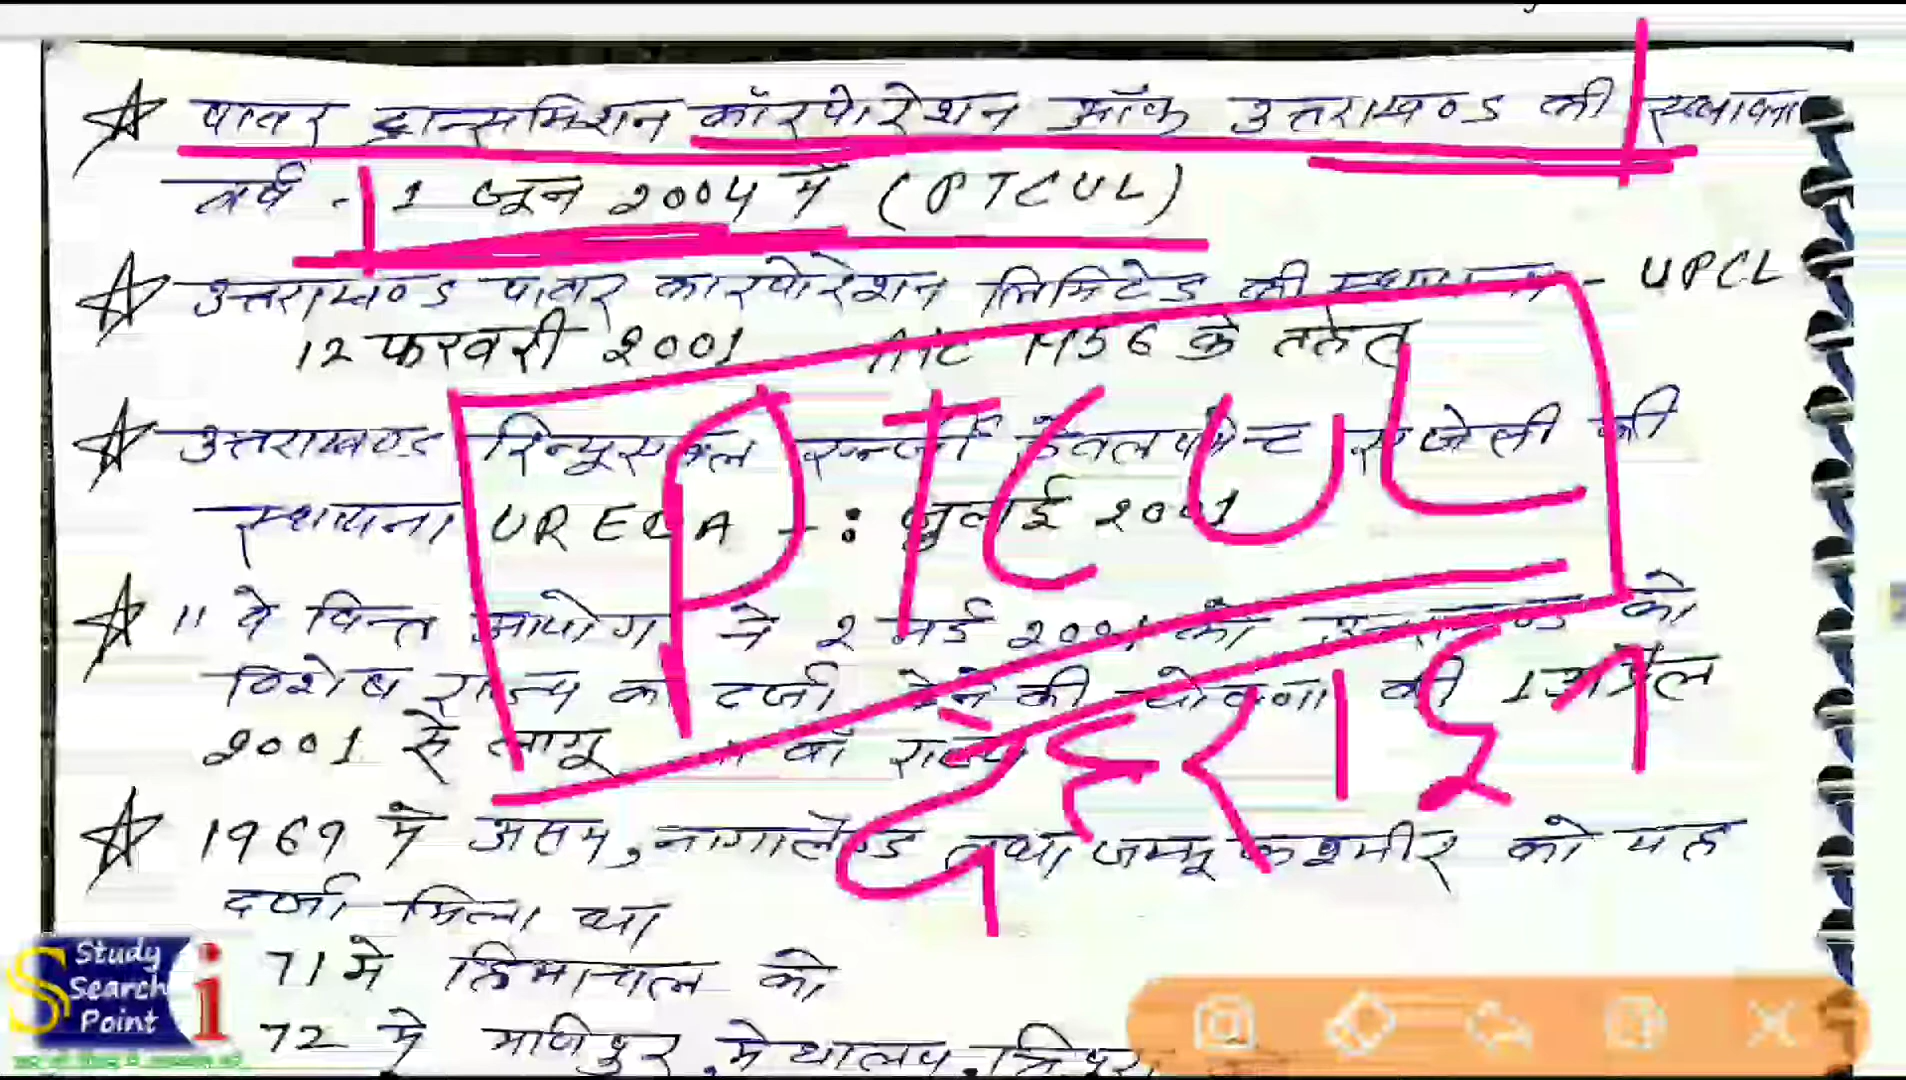 पावर ट्रान्समिशन कॉरपोरेशन ऑफ उत्तराखण्ड की स्थापना
वर्ष - 1 जून 2004 में (PTCUL)
उत्तराखण्ड पावर कारपोरेशन लिमिटेड की स्थापना - UPCL
12 फरवरी 2001 1956 के तहत
उत्तराखण्ड रिन्यूएबल एनर्जी डेवलपमेन्ट एजेन्सी की
स्थापना UREDA - : जुलाई 2001
11 वे वित्त आयोग ने 2 मई 2001 को उत्तराखण्ड को
विशेष राज्य का दर्जा देने की घोषणा की 1 अप्रैल
2001 से लागू वाँ राज्य
1969 मे असम, नागालैण्ड तथा जम्मू कश्मीर को यह
दर्जा मिला था
71 मे हिमाचल को
72 मे मणिपुर, मेघालय, त्रिपुरा
PTCUL
देहरादून
Study
Search
Point